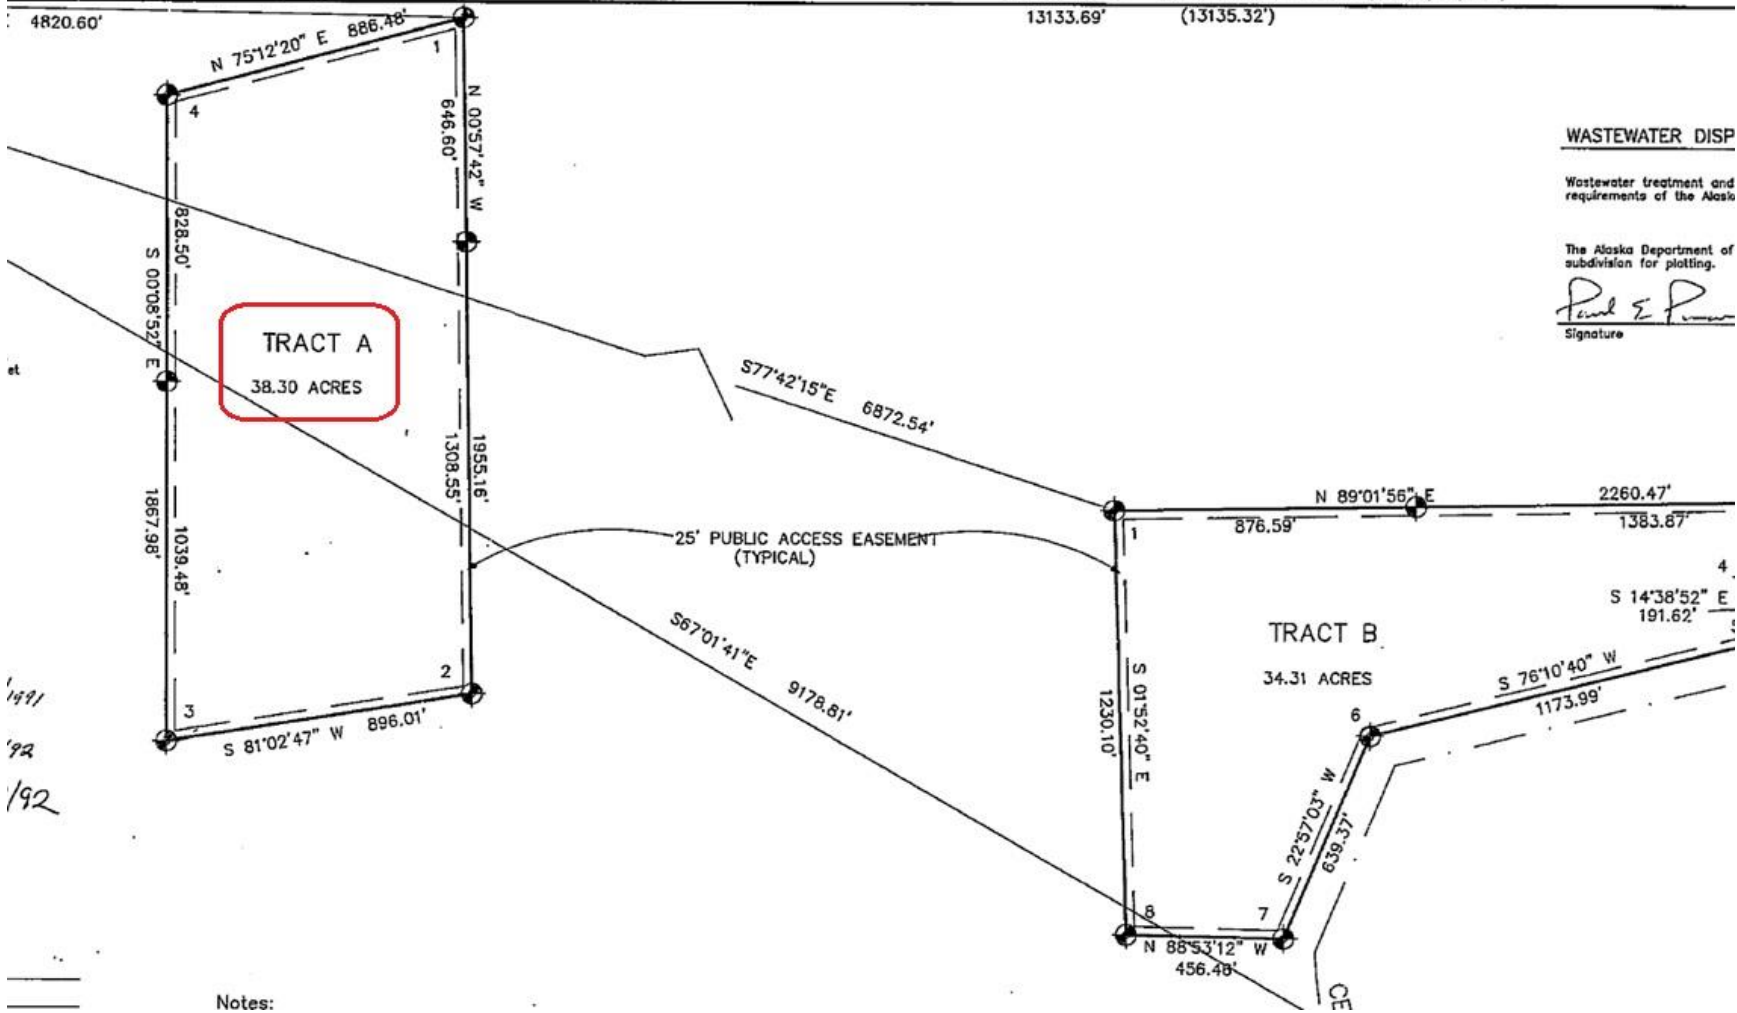 4820.60'
13133.69' (13135.32')
N 75°12'20" E 886.48'
1
4
N 00°57'42" W
646.60'
828.50'
S 00°08'52" E
TRACT A
38.30 ACRES
1955.16'
1308.55'
1867.98'
1039.48'
2
3
S 81°02'47" W 896.01'
et
/1991
'92
/92
WASTEWATER DISP
Wastewater treatment and
requirements of the Alask
The Alaska Department of
subdivision for platting.
Signature
S77°42'15"E 6872.54'
25' PUBLIC ACCESS EASEMENT
(TYPICAL)
S67°01'41"E 9178.81'
N 89°01'56" E 2260.47'
876.59' 1383.87'
1
4
S 14°38'52" E
191.62'
TRACT B
34.31 ACRES
S 76°10'40" W
1173.99'
S 01°52'40" E
1230.10'
6
S 22°57'03" W
639.37'
8
7
N 88°53'12" W
456.46'
CE
Notes: